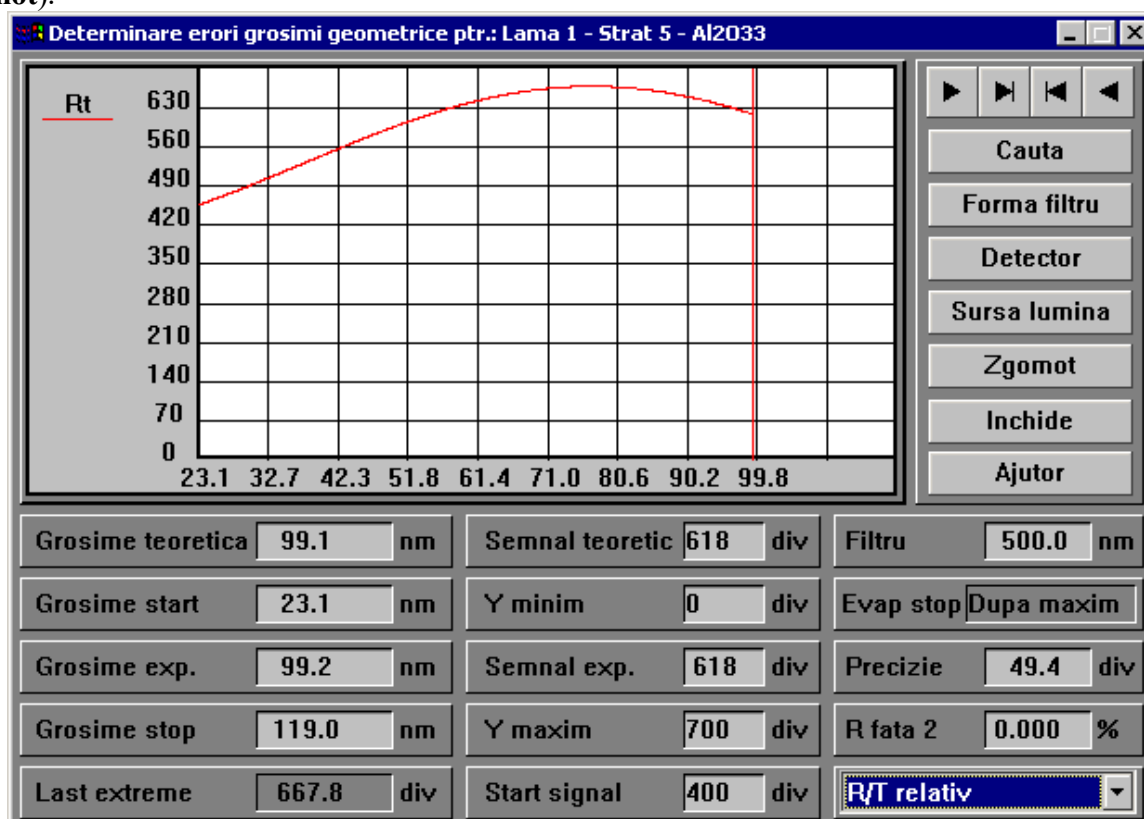 not).
Determinare erori grosimi geometrice ptr.: Lama 1 - Strat 5 - Al2O33
Rt
630
560
490
420
350
280
210
140
70
0
23.1 32.7 42.3 51.8 61.4 71.0 80.6 90.2 99.8
Cauta
Forma filtru
Detector
Sursa lumina
Zgomot
Inchide
Ajutor
Grosime teoretica 99.1 nm Semnal teoretic 618 div Filtru 500.0 nm
Grosime start 23.1 nm Y minim 0 div Evap stop Dupa maxim
Grosime exp. 99.2 nm Semnal exp. 618 div Precizie 49.4 div
Grosime stop 119.0 nm Y maxim 700 div R fata 2 0.000 %
Last extreme 667.8 div Start signal 400 div R/T relativ